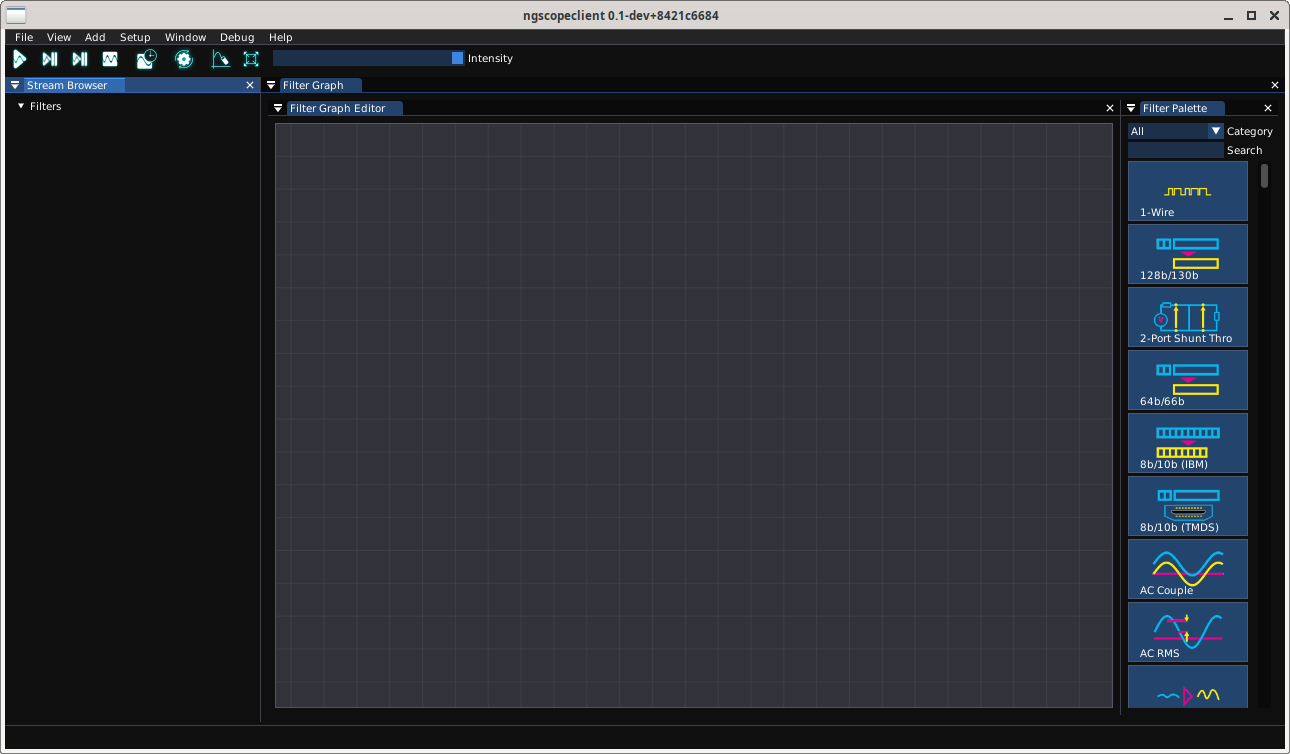 ngscopeclient 0.1-dev+8421c6684
File View Add Setup Window Debug Help
Intensity
Stream Browser
Filters
Filter Graph
Filter Graph Editor
Filter Palette
All Category
Search
1-Wire
128b/130b
V
2-Port Shunt Thro
64b/66b
8b/10b (IBM)
8b/10b (TMDS)
AC Couple
AC RMS